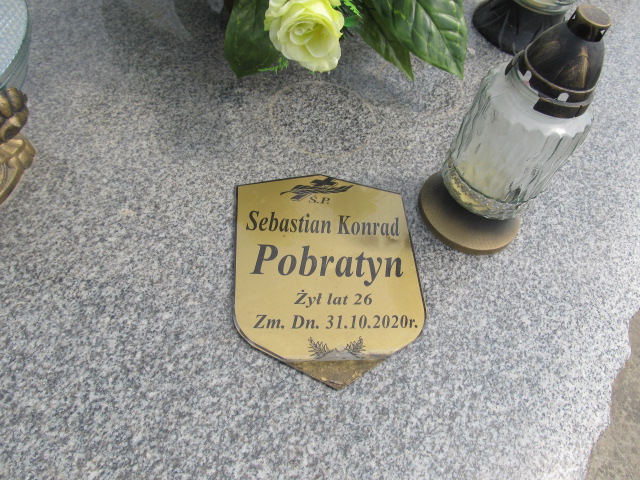 Ś.P.
Sebastian Konrad
Pobratyn
Żył lat 26
Zm. Dn. 31.10.2020r.